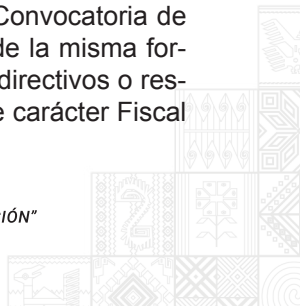 Convocatoria de
de la misma for-
directivos o res-
e carácter Fiscal
IÓN"